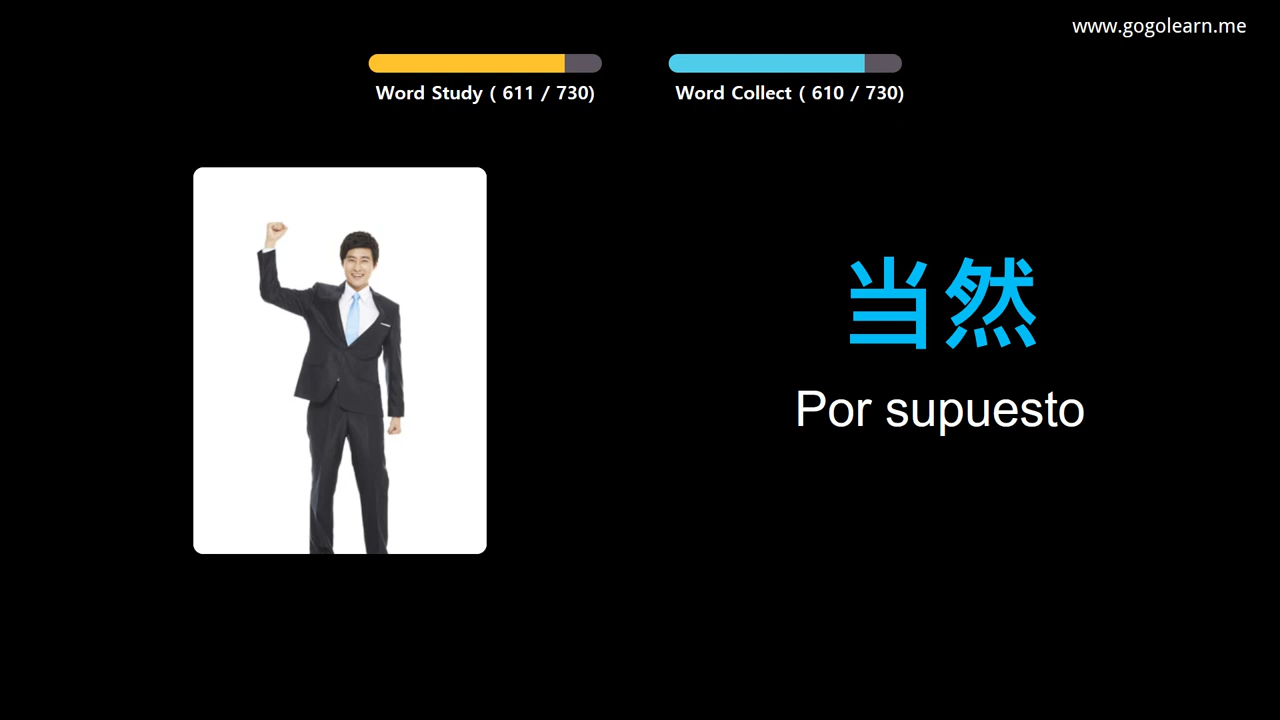 www.gogolearn.me
Word Study ( 611 / 730)
Word Collect ( 610 / 730)
当然
Por supuesto